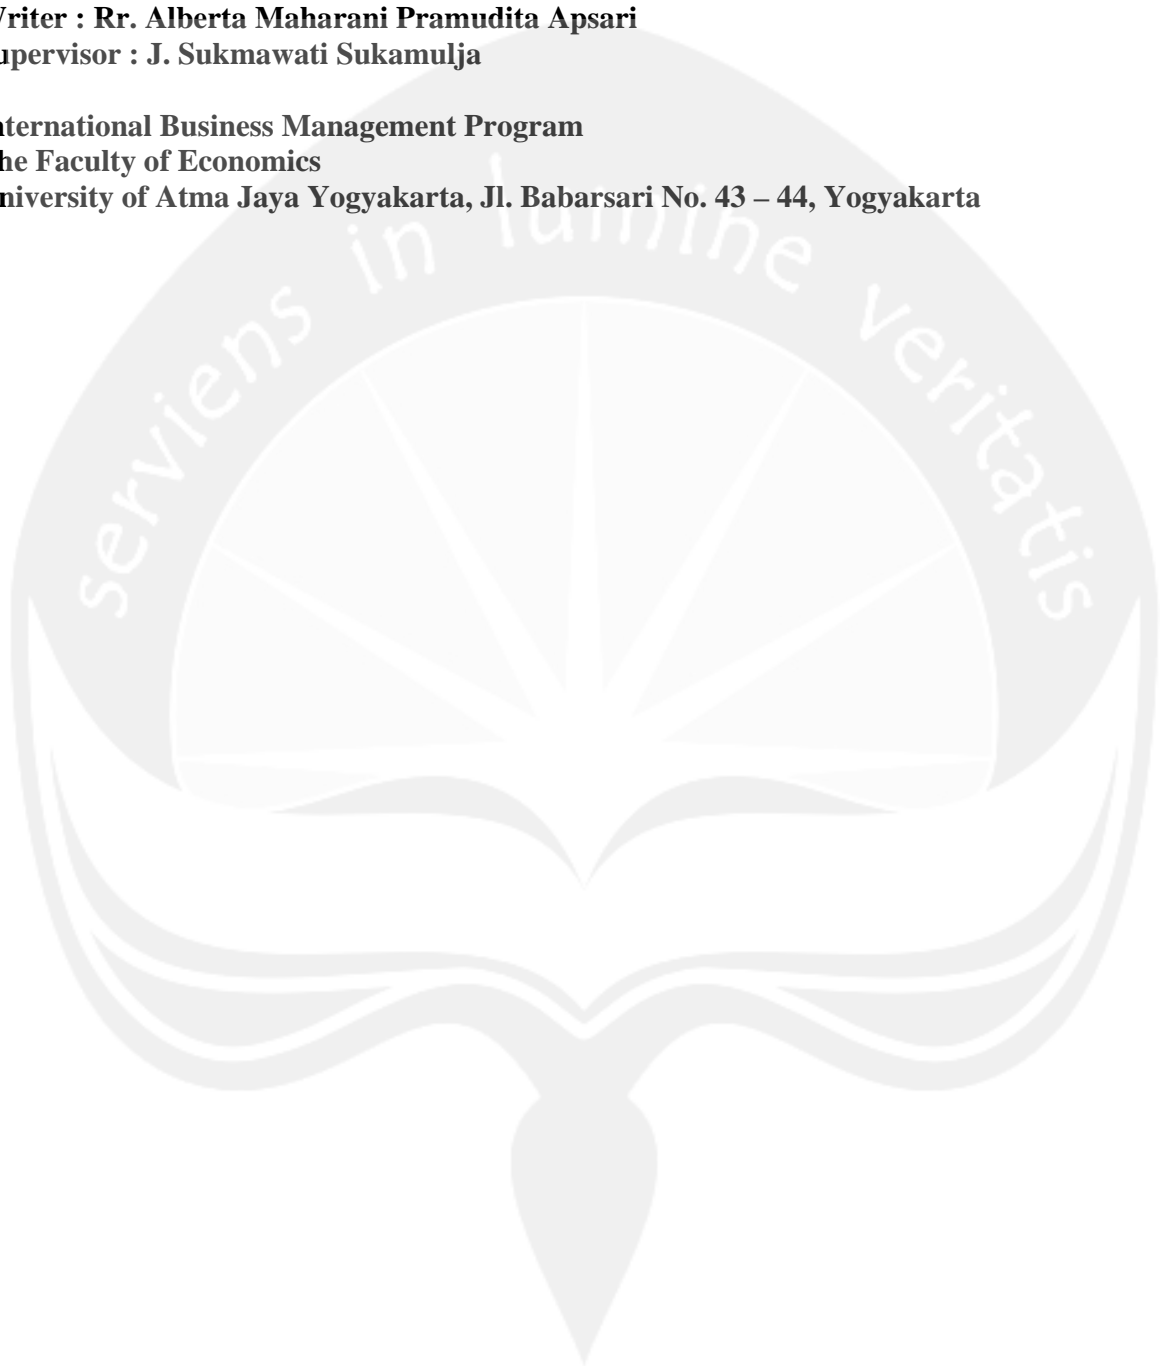 Writer : Rr. Alberta Maharani Pramudita Apsari
upervisor : J. Sukmawati Sukamulja
nternational Business Management Program
he Faculty of Economics
niversity of Atma Jaya Yogyakarta, Jl. Babarsari No. 43 – 44, Yogyakarta
serviens in lumine veritatis